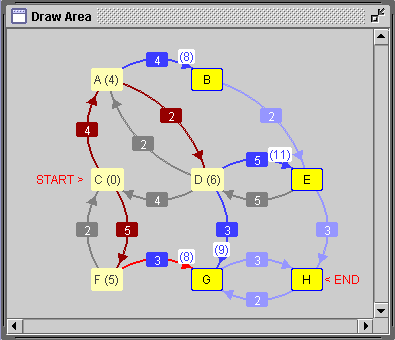 Draw Area
(8)
4
A (4)
B
2
2
4
2
(11)
5
START >
C (0)
D (6)
E
4
5
2
5
3
3
(9)
(8)
3
3
F (5)
G
H
< END
2